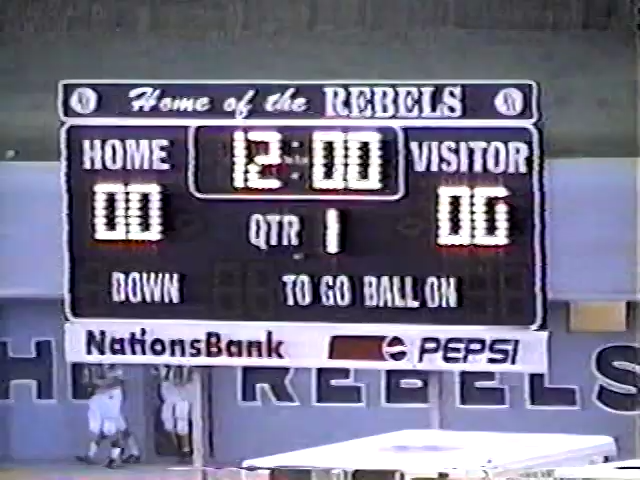 Home of the REBELS
HOME 12:00 VISITOR
00 QTR 1 00
DOWN TO GO BALL ON
NationsBank PEPSI
THE REBELS